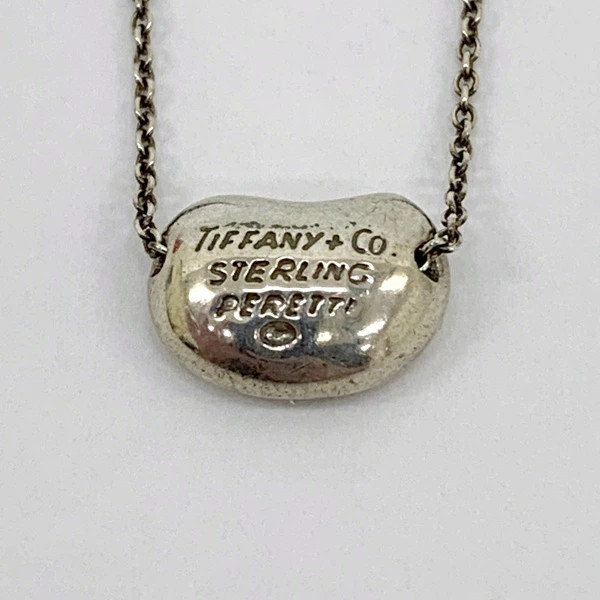 TIFFANY + CO.
STERLING
PERETTI